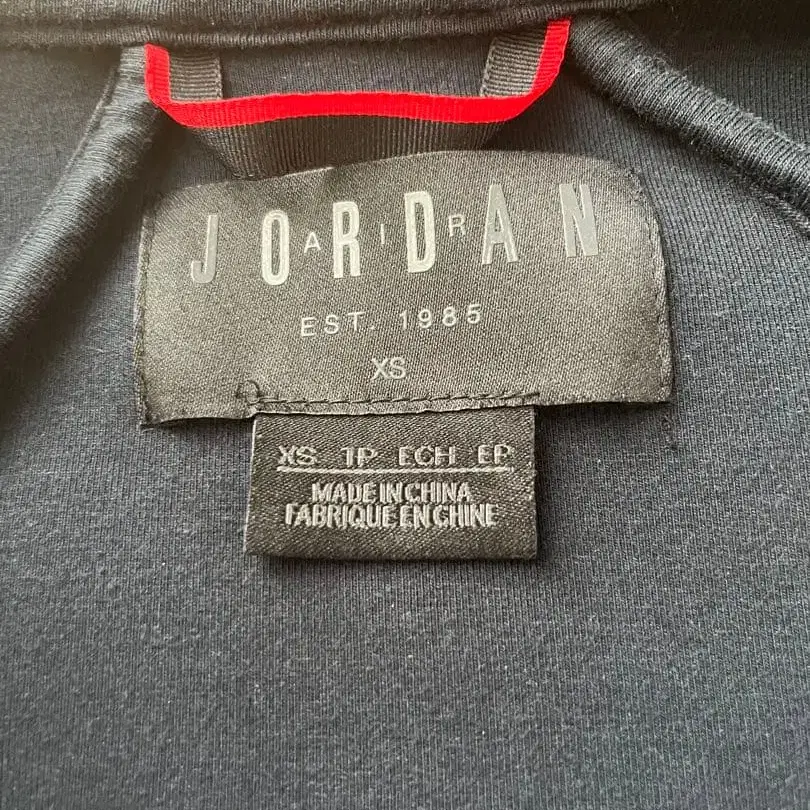 JORDAN
AIR
EST. 1985
XS
XS TP ECH EP
MADE IN CHINA
FABRIQUE EN CHINE